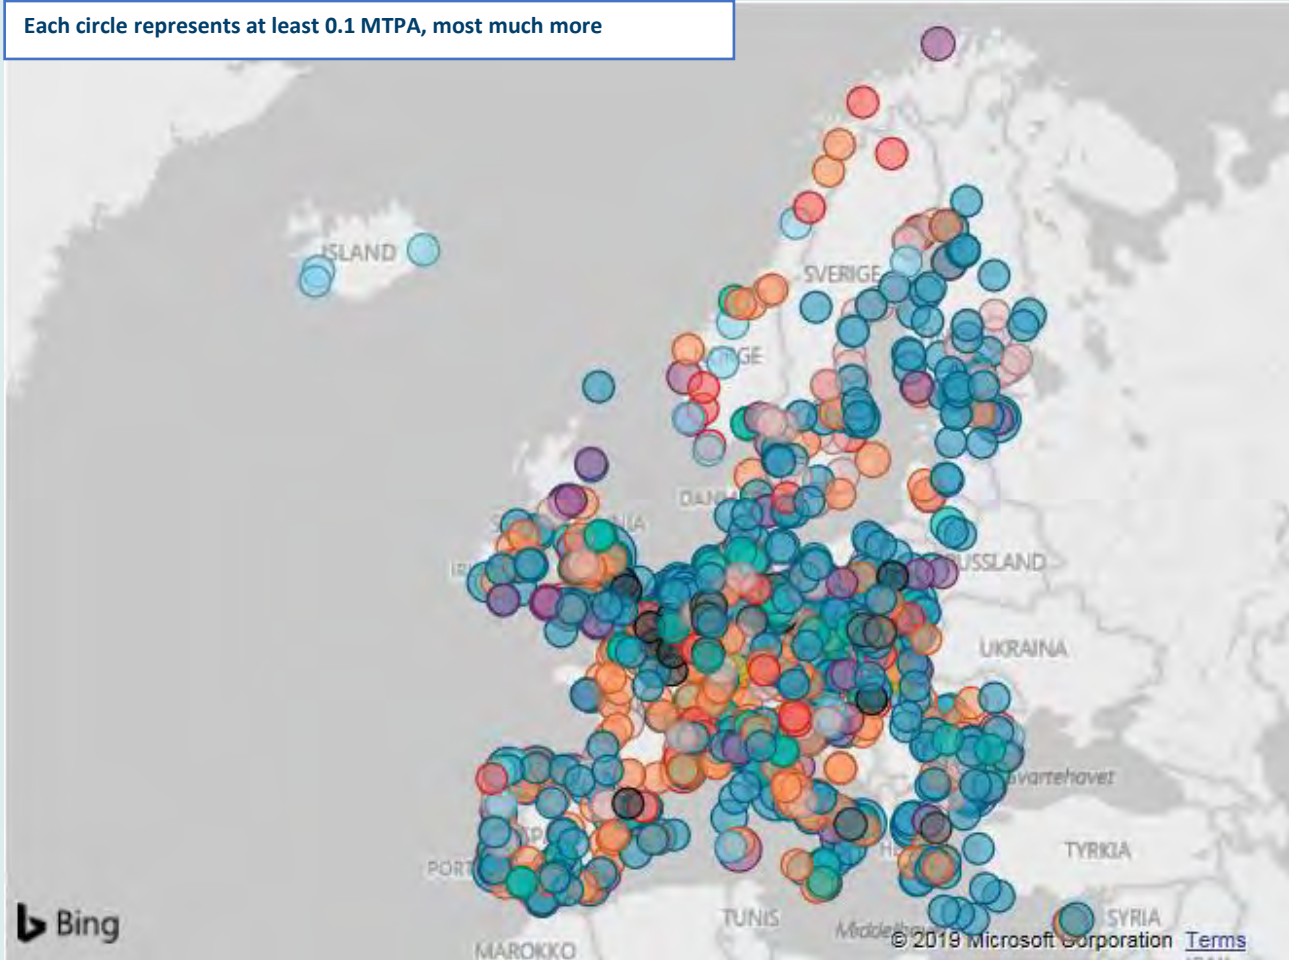 Each circle represents at least 0.1 MTPA, most much more
ISLAND
SVERIGE
RUSSLAND
UKRAINA
Svartehavet
TYRKIA
TUNIS
SYRIA
MAROKKO
Bing
© 2019 Microsoft Corporation Terms